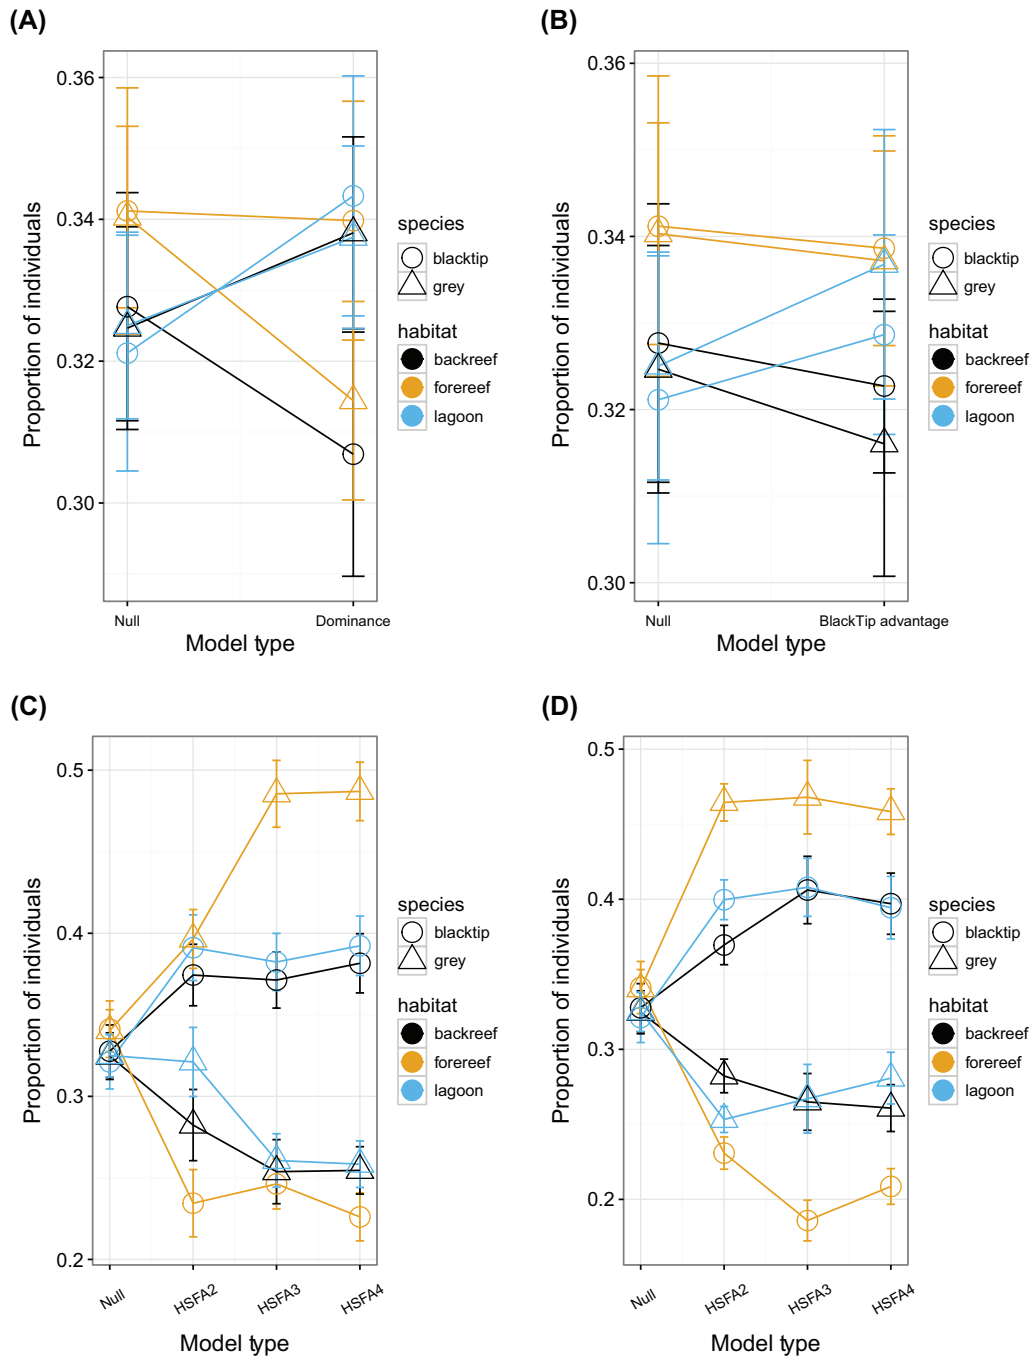 (A)
Proportion of individuals
0.36
0.34
0.32
0.30
Null
Dominance
Model type
species
blacktip
grey
habitat
backreef
forereef
lagoon
(B)
Proportion of individuals
0.36
0.34
0.32
0.30
Null
BlackTip advantage
Model type
species
blacktip
grey
habitat
backreef
forereef
lagoon
(C)
Proportion of individuals
0.5
0.4
0.3
0.2
Null
HSFA2
HSFA3
HSFA4
Model type
species
blacktip
grey
habitat
backreef
forereef
lagoon
(D)
Proportion of individuals
0.5
0.4
0.3
0.2
Null
HSFA2
HSFA3
HSFA4
Model type
species
blacktip
grey
habitat
backreef
forereef
lagoon